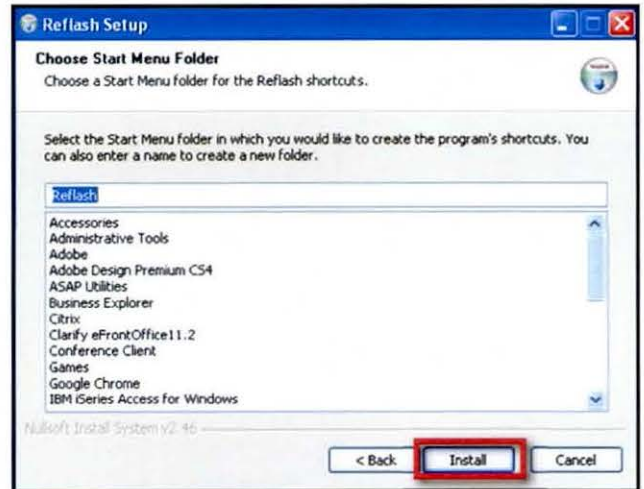 Reflash Setup
Choose Start Menu Folder
Choose a Start Menu folder for the Reflash shortcuts.
Select the Start Menu folder in which you would like to create the program's shortcuts. You
can also enter a name to create a new folder.
Reflash
Accessories
Administrative Tools
Adobe
Adobe Design Premium CS4
ASAP Utilities
Business Explorer
Citrix
Clarify eFrontOffice11.2
Conference Client
Games
Google Chrome
IBM iSeries Access for Windows
Nullsoft Install System v2.46
< Back Install Cancel